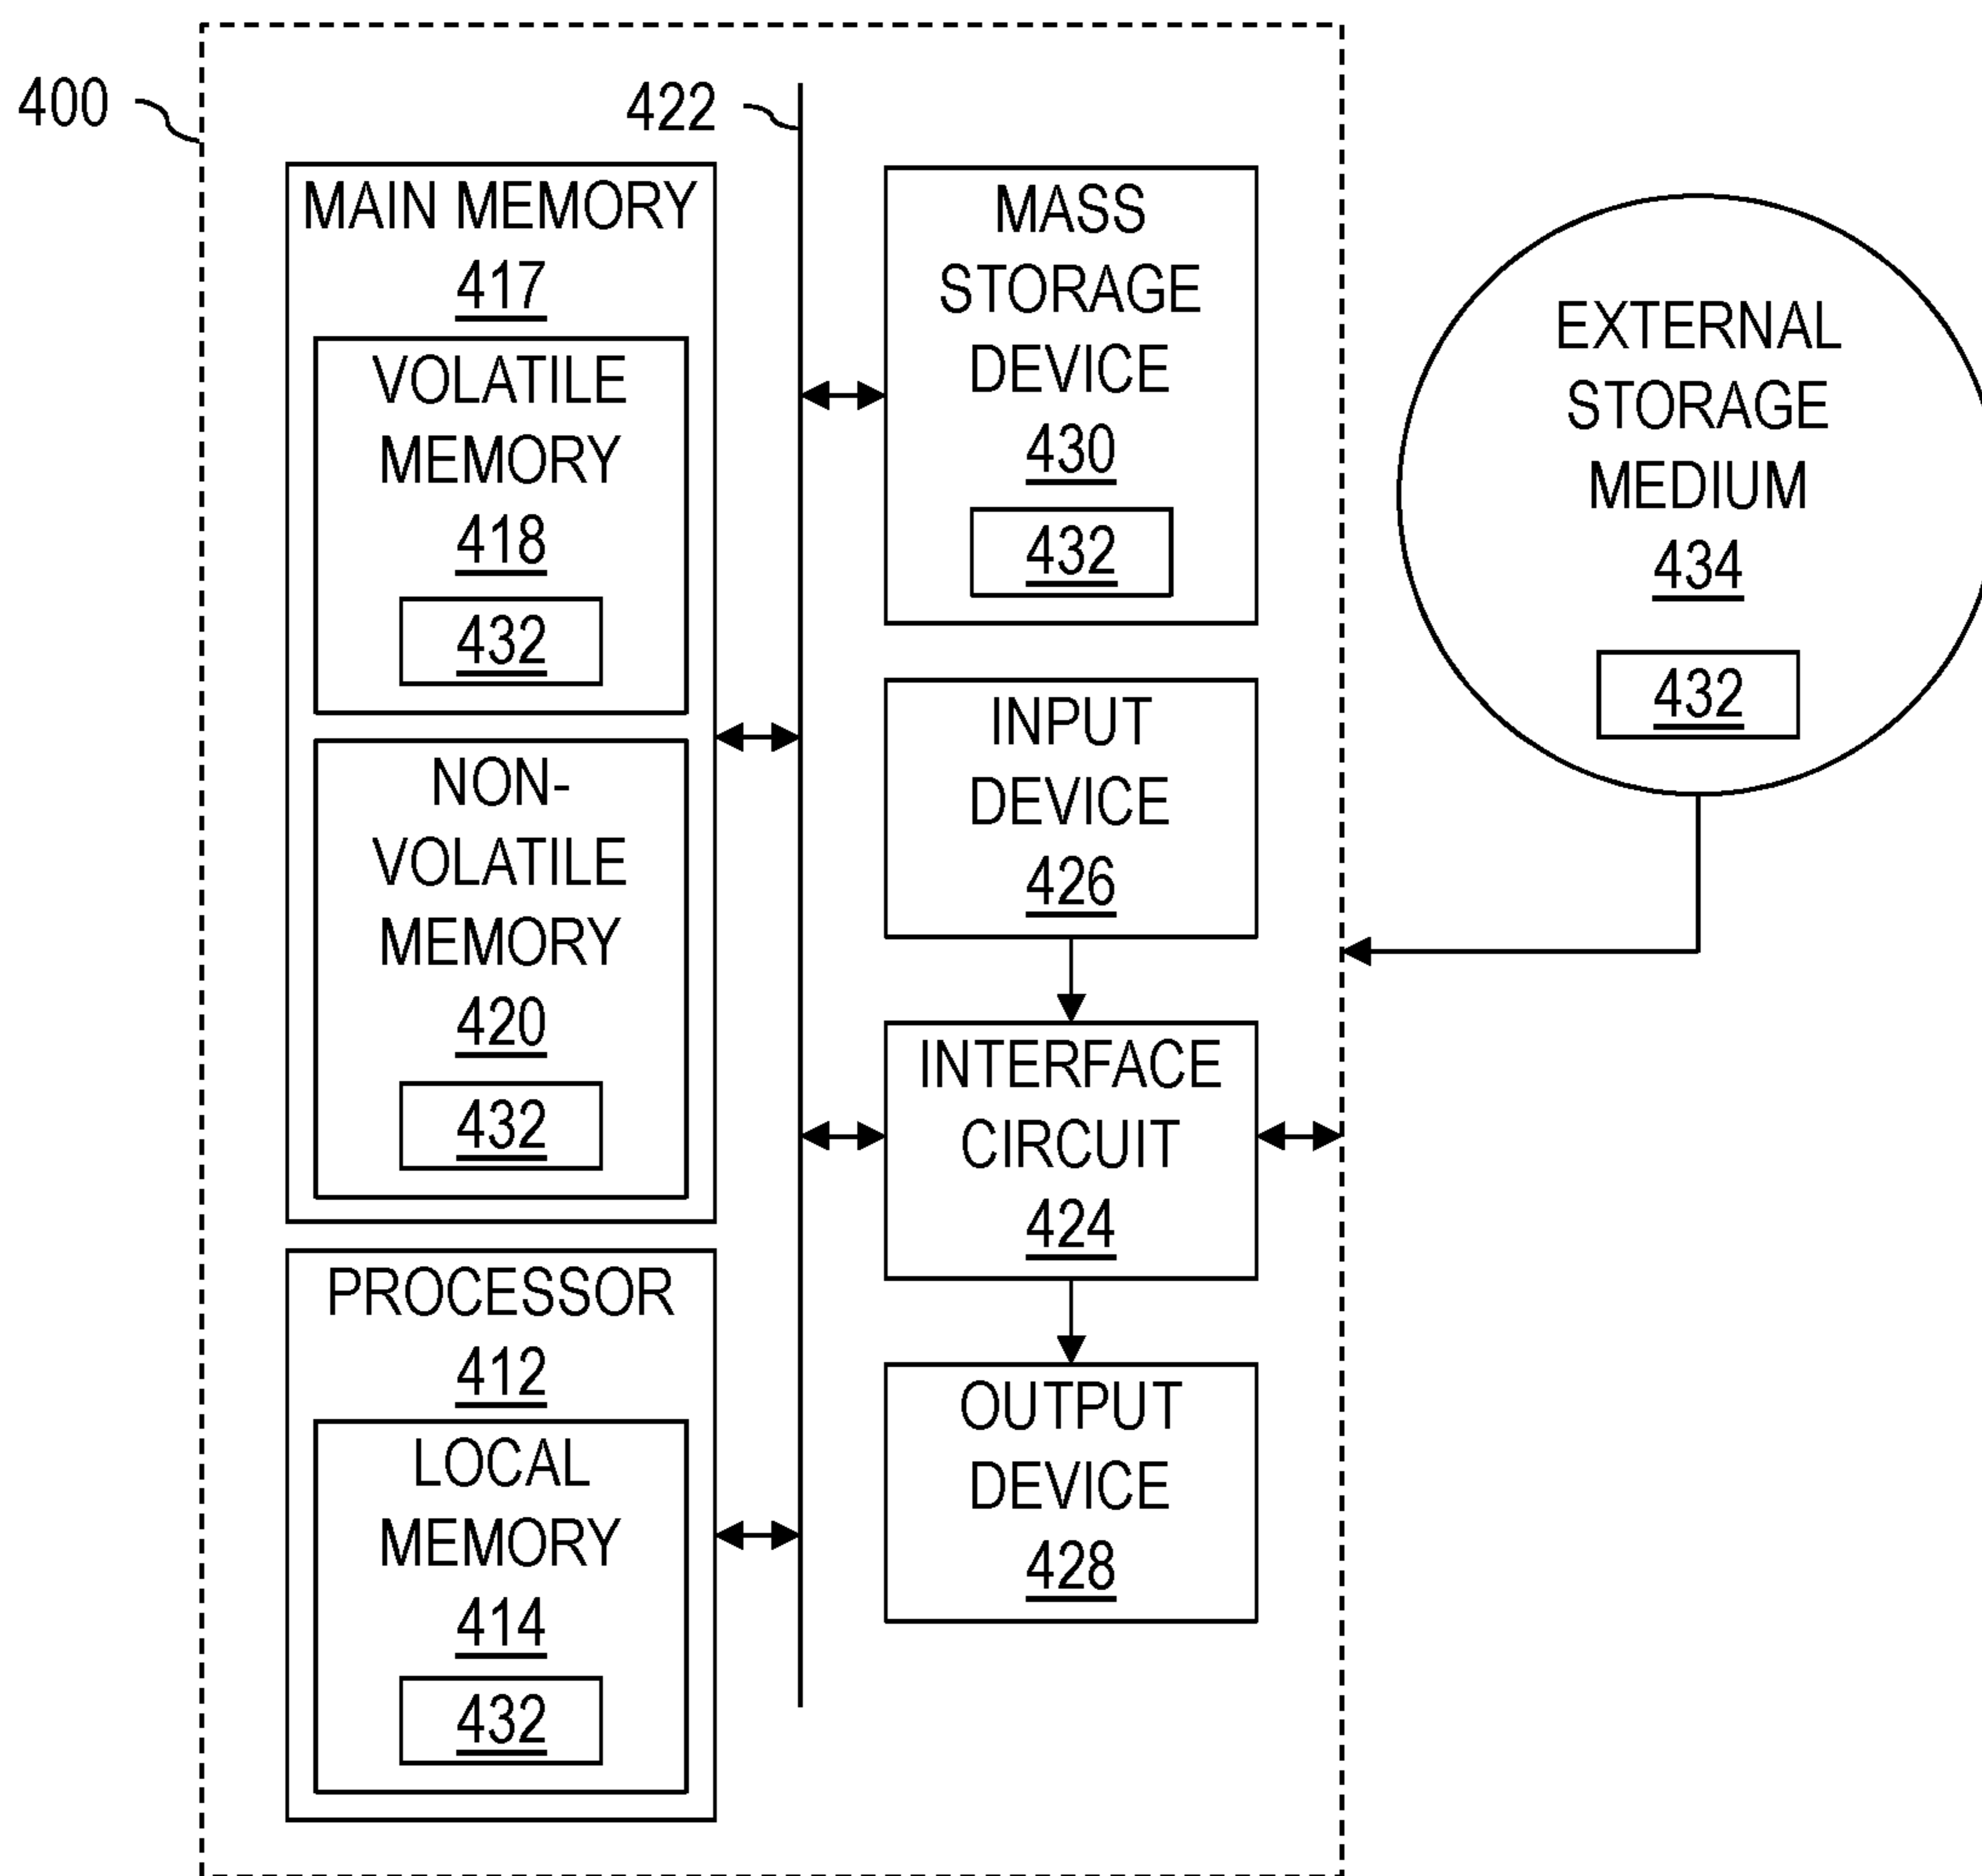 400
422
MAIN MEMORY
417
VOLATILE
MEMORY
418
432
NON-
VOLATILE
MEMORY
420
432
PROCESSOR
412
LOCAL
MEMORY
414
432
MASS
STORAGE
DEVICE
430
432
INPUT
DEVICE
426
INTERFACE
CIRCUIT
424
OUTPUT
DEVICE
428
EXTERNAL
STORAGE
MEDIUM
434
432